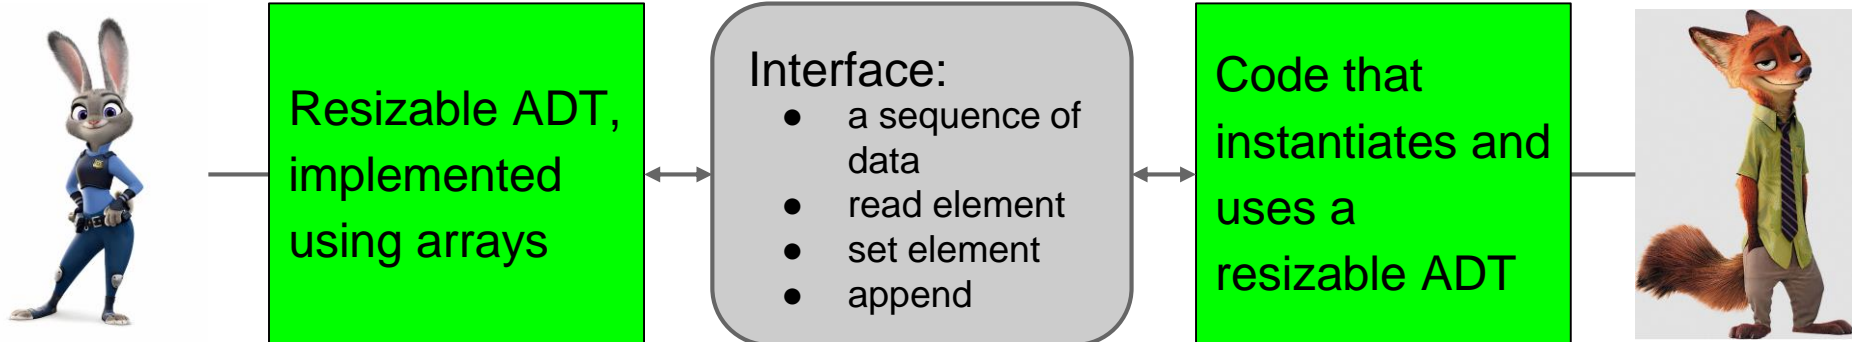 Resizable ADT,
implemented
using arrays
Interface:
● a sequence of
data
● read element
● set element
● append
Code that
instantiates and
uses a
resizable ADT